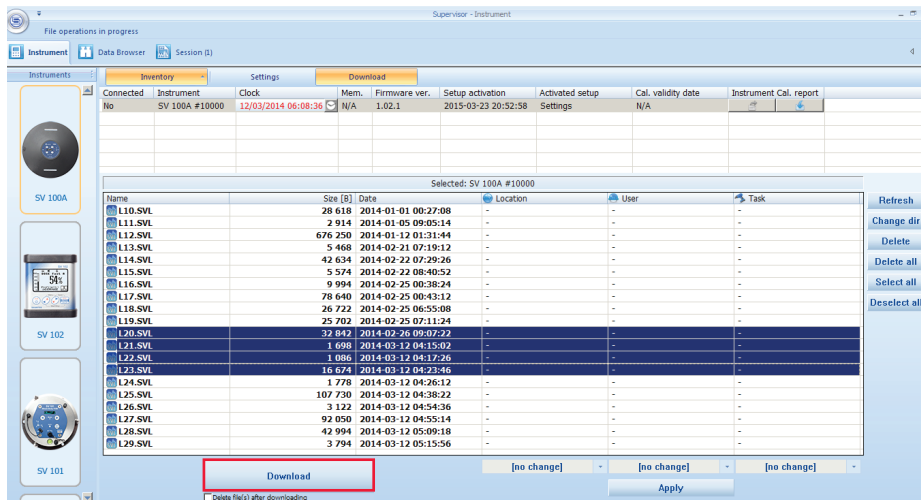 Supervisor - Instrument
File operations in progress
Instrument Data Browser Session (1)
Instruments Inventory Settings Download
Connected Instrument Clock Mem. Firmware ver. Setup activation Activated setup Cal. validity date Instrument Cal. report
No SV 100A #10000 12/03/2014 06:08:36 N/A 1.02.1 2015-03-23 20:52:58 Settings N/A
Selected: SV 100A #10000
SV 100A
SV 102
SV 101
Name Size [B] Date Location User Task
L10.SVL 28 618 2014-01-01 00:27:08 - - -
L11.SVL 2 914 2014-01-05 09:05:14 - - -
L12.SVL 676 250 2014-01-12 01:31:44 - - -
L13.SVL 5 468 2014-02-21 07:19:12 - - -
L14.SVL 42 634 2014-02-22 07:29:26 - - -
L15.SVL 5 574 2014-02-22 08:40:52 - - -
L16.SVL 9 994 2014-02-25 00:38:24 - - -
L17.SVL 78 640 2014-02-25 00:43:12 - - -
L18.SVL 26 722 2014-02-25 06:55:08 - - -
L19.SVL 25 702 2014-02-25 07:11:24 - - -
L20.SVL 32 842 2014-02-26 09:07:22 - - -
L21.SVL 1 698 2014-03-12 04:15:02 - - -
L22.SVL 1 086 2014-03-12 04:17:26 - - -
L23.SVL 16 674 2014-03-12 04:23:46 - - -
L24.SVL 1 778 2014-03-12 04:26:12 - - -
L25.SVL 107 730 2014-03-12 04:38:22 - - -
L26.SVL 3 122 2014-03-12 04:54:36 - - -
L27.SVL 92 050 2014-03-12 04:55:14 - - -
L28.SVL 42 994 2014-03-12 05:09:18 - - -
L29.SVL 3 794 2014-03-12 05:15:56 - - -
Refresh
Change dir
Delete
Delete all
Select all
Deselect all
[no change] [no change] [no change]
Download
Apply
Delete file(s) after downloading